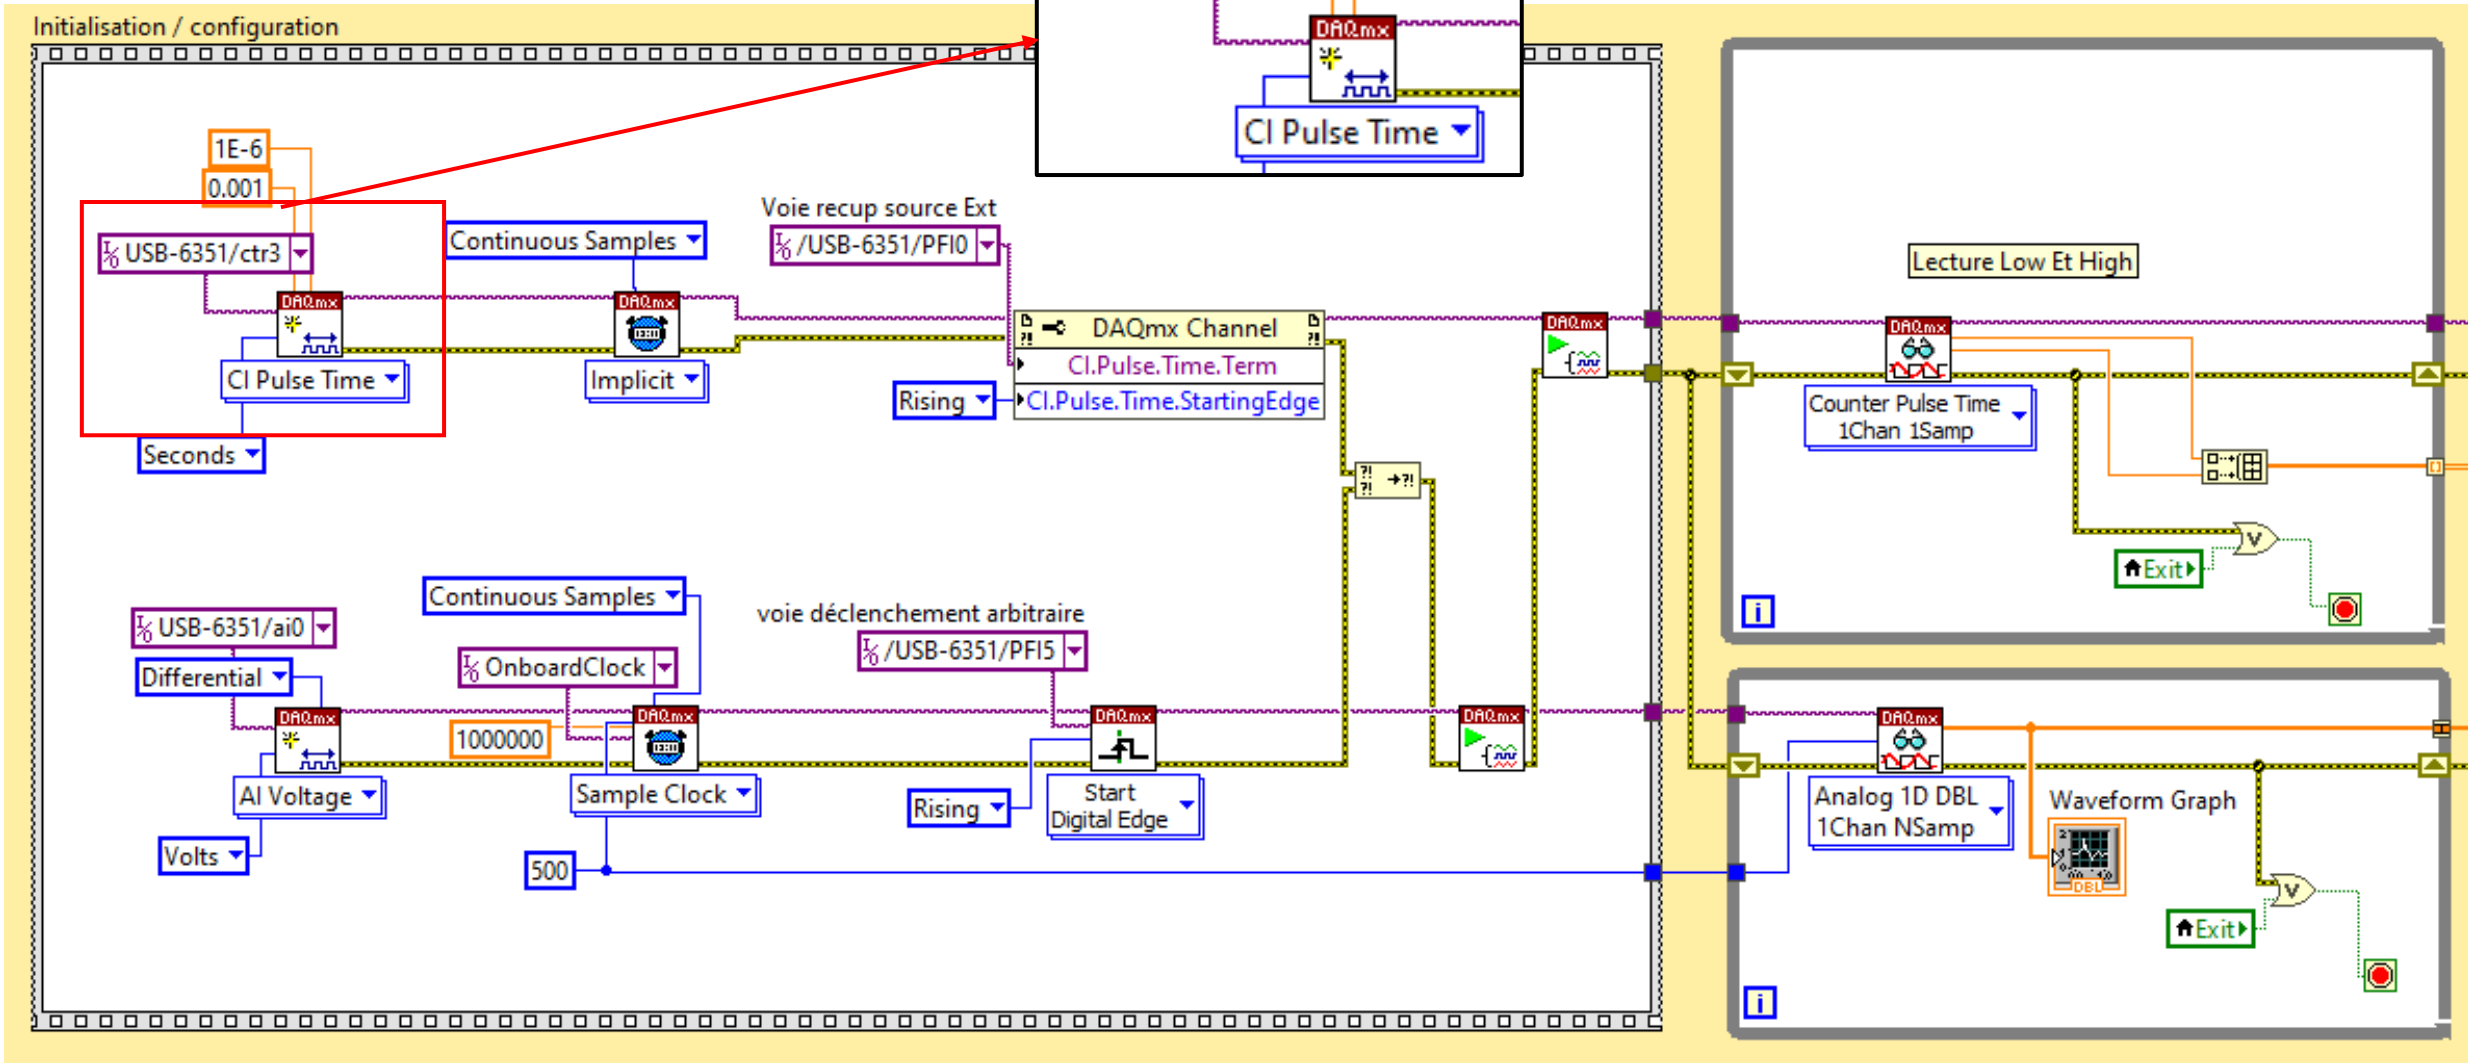 Initialisation / configuration
DAQmx
CI Pulse Time
1E-6
0.001
USB-6351/ctr3
Continuous Samples
Voie recup source Ext
/USB-6351/PFI0
DAQmx
DAQmx
CI Pulse Time
Implicit
Seconds
DAQmx Channel
CI.Pulse.Time.Term
Rising
CI.Pulse.Time.StartingEdge
DAQmx
Lecture Low Et High
DAQmx
Counter Pulse Time
1Chan 1Samp
Exit
i
USB-6351/ai0
Differential
DAQmx
AI Voltage
Volts
Continuous Samples
OnboardClock
1000000
DAQmx
Sample Clock
500
voie déclenchement arbitraire
/USB-6351/PFI5
DAQmx
Rising
Start
Digital Edge
DAQmx
DAQmx
Analog 1D DBL
1Chan NSamp
Waveform Graph
DBL
Exit
i